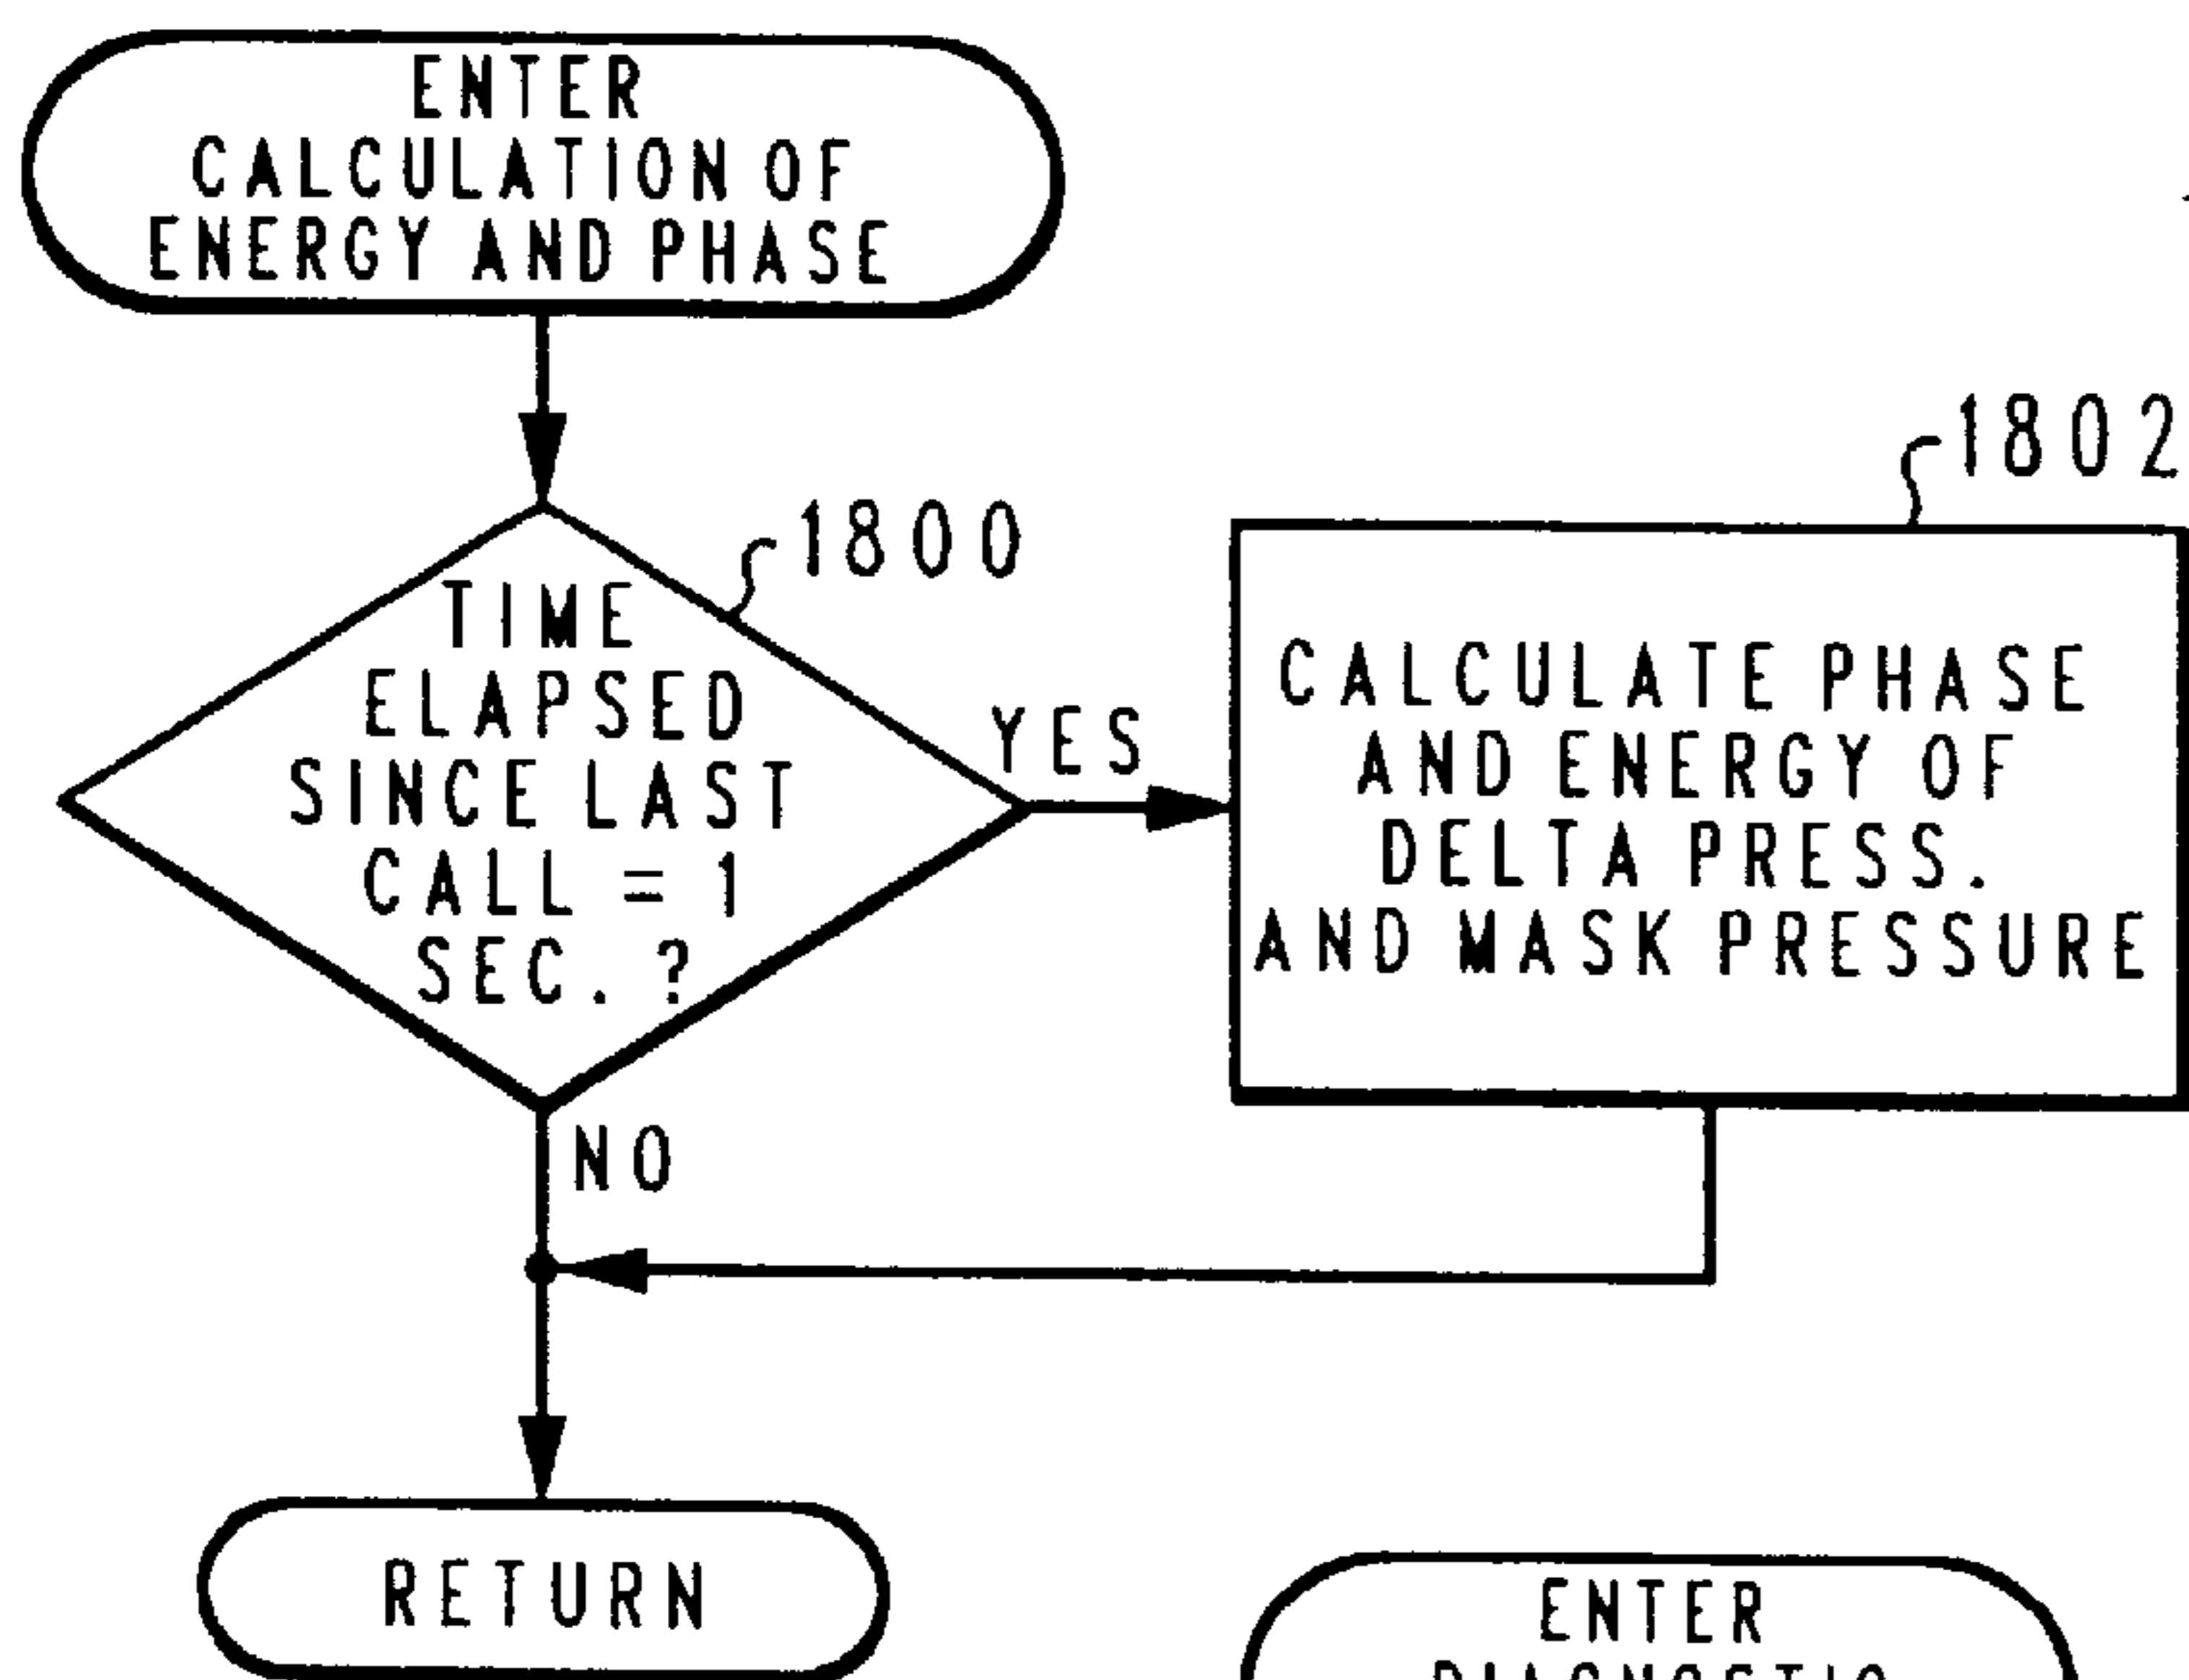 ENTER
CALCULATION OF
ENERGY AND PHASE
1800
TIME
ELAPSED
SINCE LAST
CALL = 1
SEC. ?
YES
NO
1802
CALCULATE PHASE
AND ENERGY OF
DELTA PRESS.
AND MASK PRESSURE
RETURN
ENTER
DIAGNOSTIC